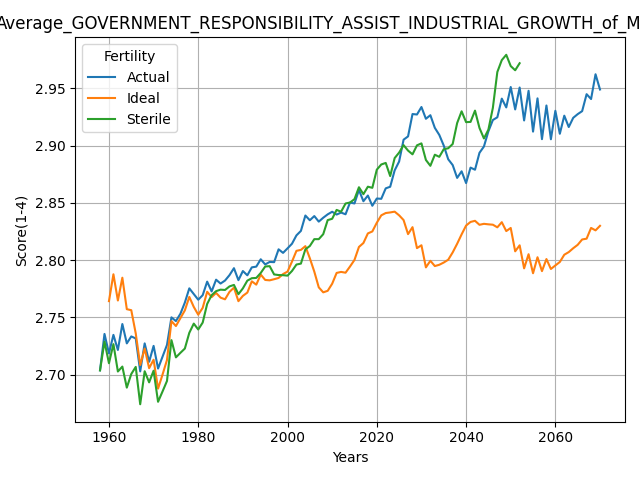 Average_GOVERNMENT_RESPONSIBILITY_ASSIST_INDUSTRIAL_GROWTH_of_M
Fertility
Actual
Ideal
Sterile
Score(1-4)
2.95
2.90
2.85
2.80
2.75
2.70
1960 1980 2000 2020 2040 2060
Years